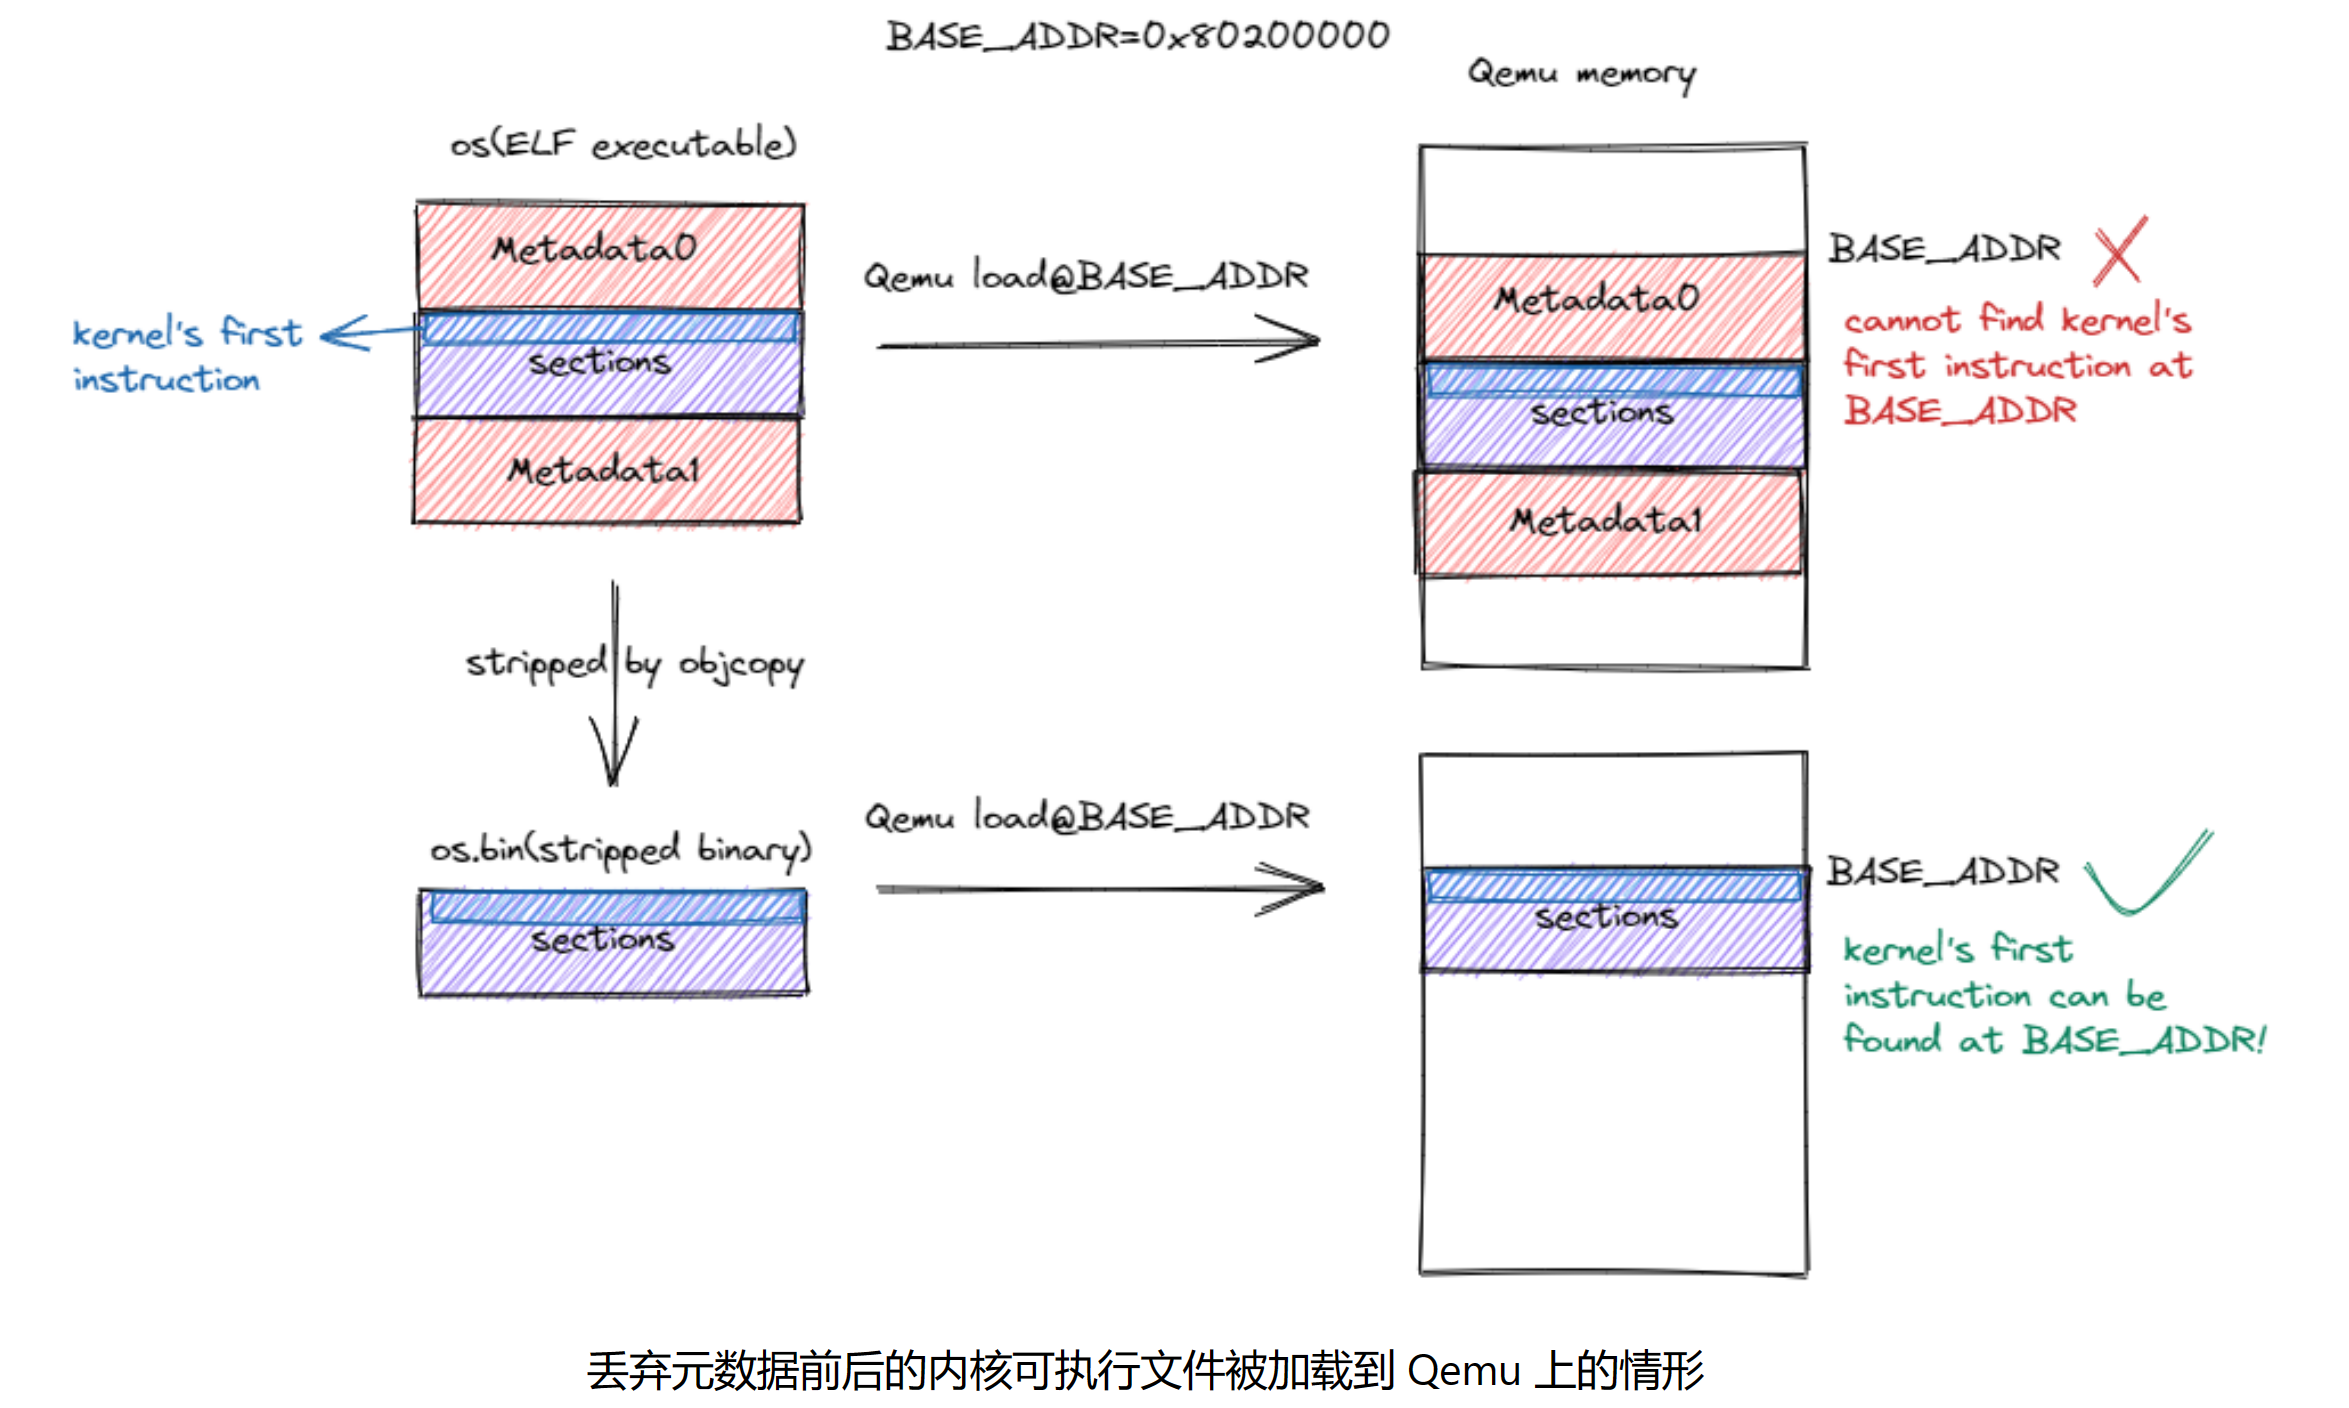 BASE_ADDR=0x80200000
Qemu memory
os(ELF executable)
Metadata0
kernel's first
instruction
sections
Metadata1
Qemu load@BASE_ADDR
Metadata0
sections
Metadata1
BASE_ADDR
cannot find kernel's
first instruction at
BASE_ADDR
stripped by objcopy
os.bin(stripped binary)
sections
Qemu load@BASE_ADDR
sections
BASE_ADDR
kernel's first
instruction can be
found at BASE_ADDR!
丢弃元数据前后的内核可执行文件被加载到 Qemu 上的情形